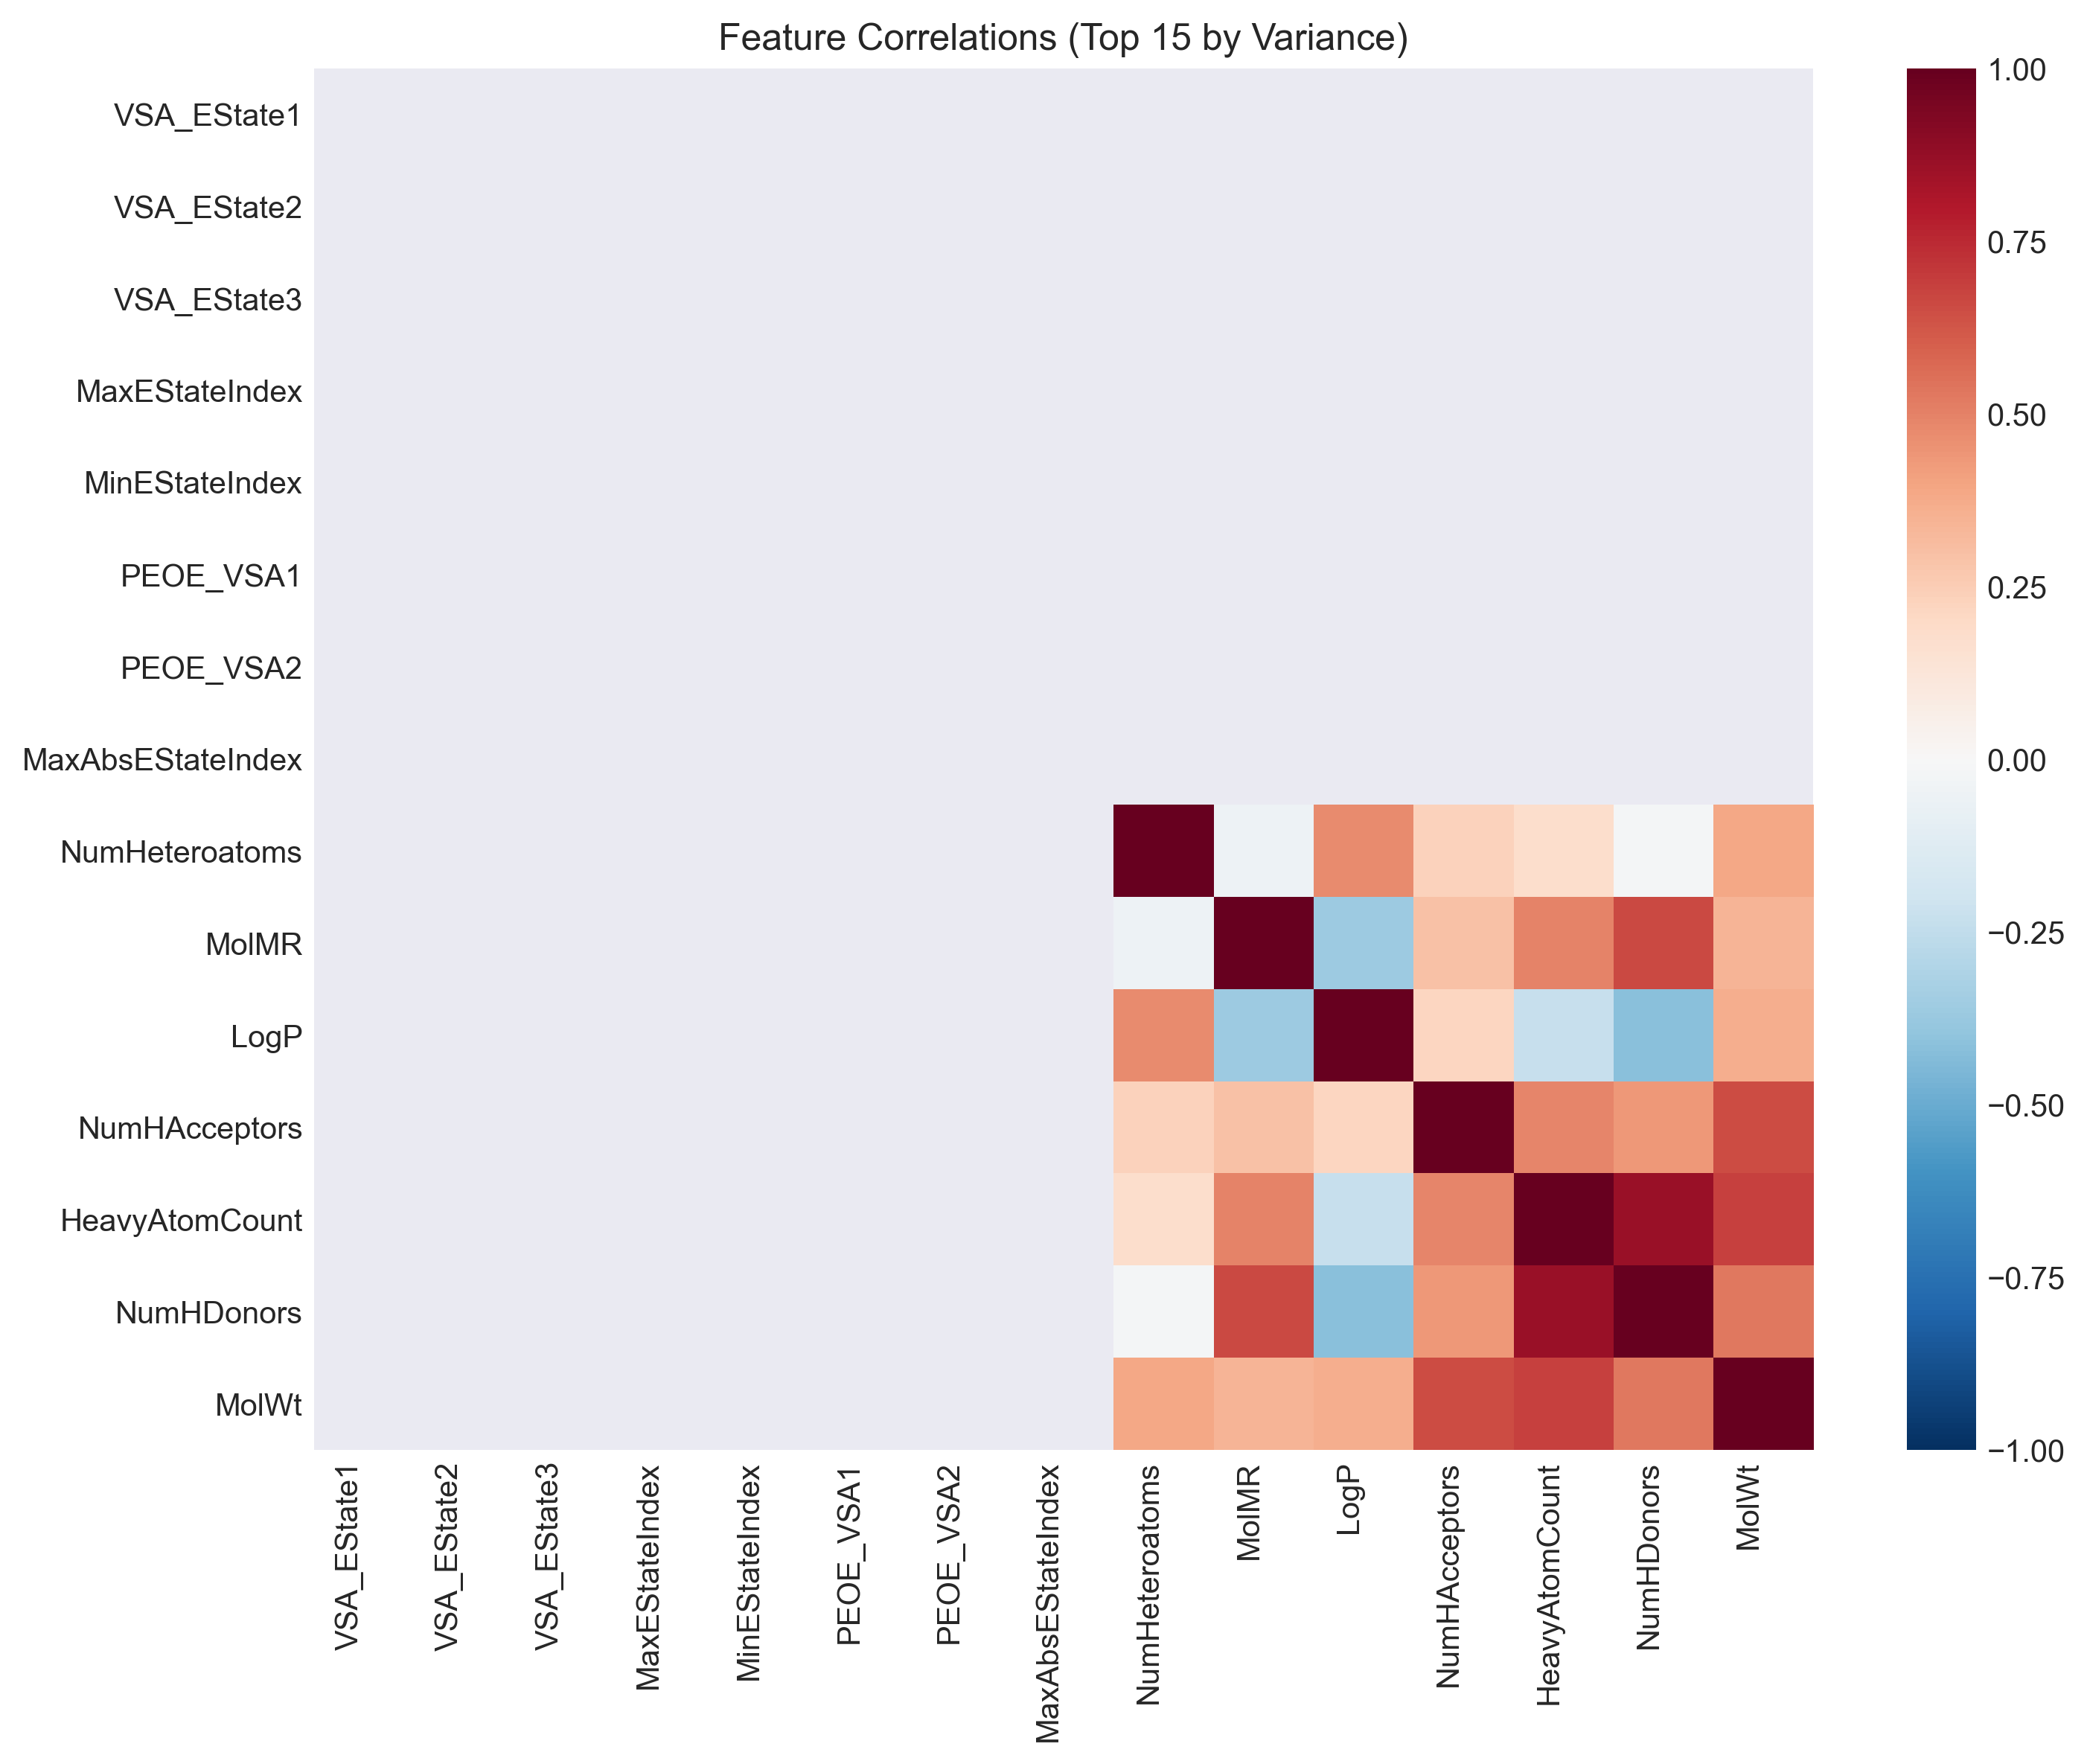 Feature Correlations (Top 15 by Variance)
VSA_EState1
VSA_EState2
VSA_EState3
MaxEStateIndex
MinEStateIndex
PEOE_VSA1
PEOE_VSA2
MaxAbsEStateIndex
NumHeteroatoms
MolMR
LogP
NumHAcceptors
HeavyAtomCount
NumHDonors
MolWt
VSA_EState1
VSA_EState2
VSA_EState3
MaxEStateIndex
MinEStateIndex
PEOE_VSA1
PEOE_VSA2
MaxAbsEStateIndex
NumHeteroatoms
MolMR
LogP
NumHAcceptors
HeavyAtomCount
NumHDonors
MolWt
1.00
0.75
0.50
0.25
0.00
−0.25
−0.50
−0.75
−1.00